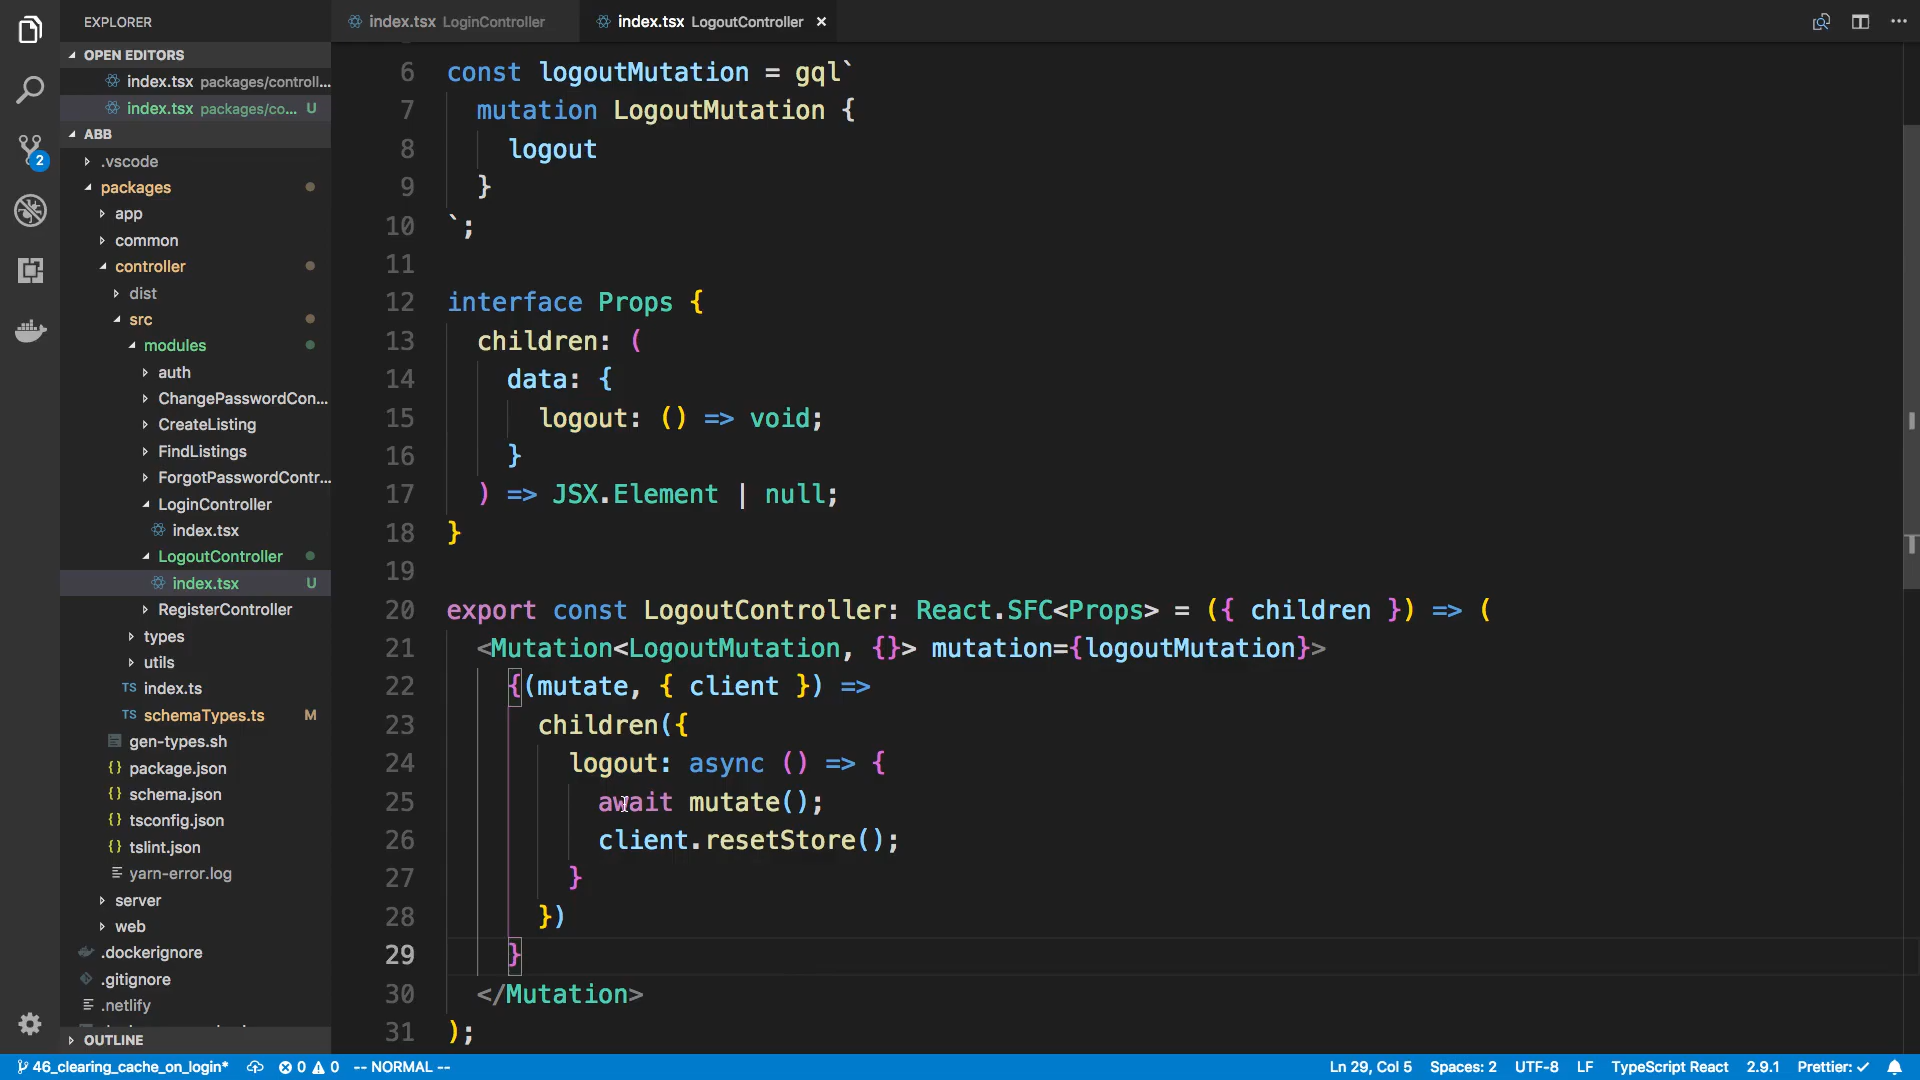 EXPLORER
index.tsx LoginController
index.tsx LogoutController ×
OPEN EDITORS
index.tsx packages/controll...
index.tsx packages/co... U
ABB
.vscode
packages
app
common
controller
dist
src
modules
auth
ChangePasswordCon...
CreateListing
FindListings
ForgotPasswordContr...
LoginController
index.tsx
LogoutController
index.tsx U
RegisterController
types
utils
TS index.ts
TS schemaTypes.ts M
gen-types.sh
{} package.json
{} schema.json
{} tsconfig.json
{} tslint.json
yarn-error.log
server
web
.dockerignore
.gitignore
.netlify
OUTLINE
2
6 const logoutMutation = gql`
7 mutation LogoutMutation {
8 logout
9 }
10 `;
11
12 interface Props {
13 children: (
14 data: {
15 logout: () => void;
16 }
17 ) => JSX.Element | null;
18 }
19
20 export const LogoutController: React.SFC<Props> = ({ children }) => (
21 <Mutation<LogoutMutation, {}> mutation={logoutMutation}>
22 {(mutate, { client }) =>
23 children({
24 logout: async () => {
25 await mutate();
26 client.resetStore();
27 }
28 })
29 }
30 </Mutation>
31 );
46_clearing_cache_on_login* 0 0 -- NORMAL -- Ln 29, Col 5 Spaces: 2 UTF-8 LF TypeScript React 2.9.1 Prettier: ✓